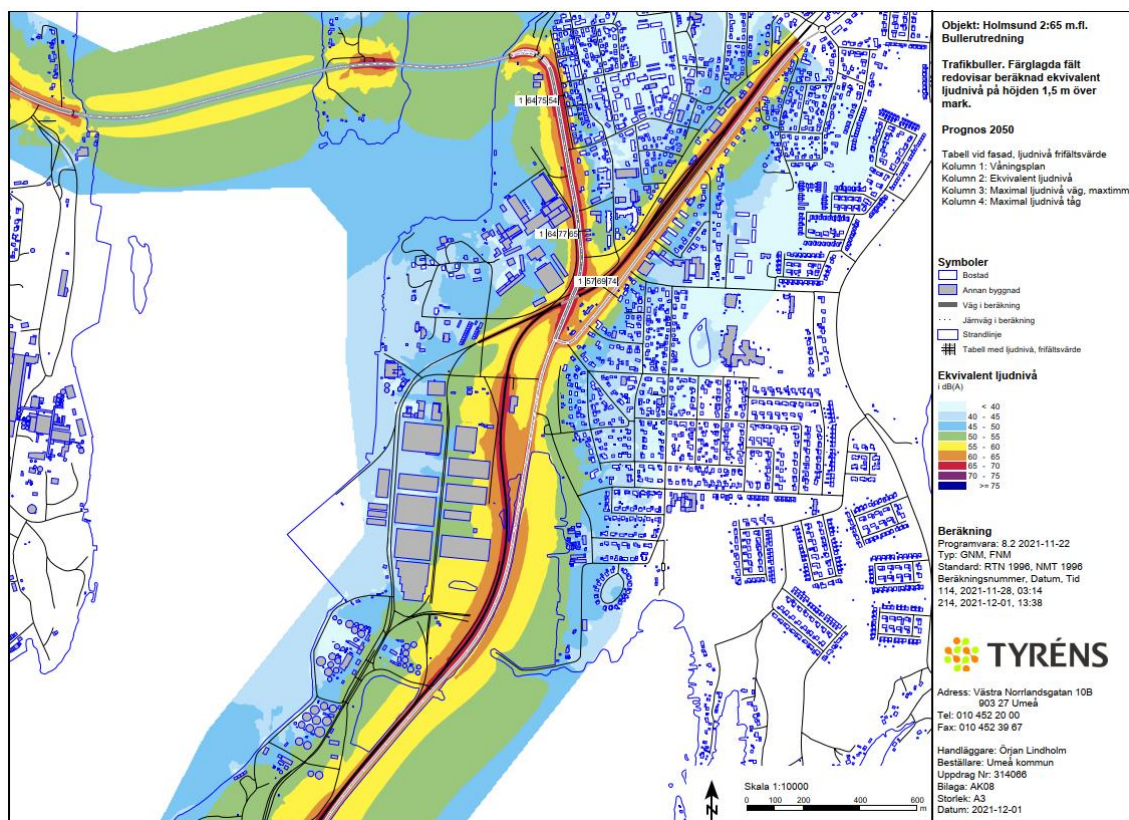 1 64 75 54
1 64 77 65
1 57 69 74
Objekt: Holmsund 2:65 m.fl.
Bullerutredning
Trafikbuller. Färglagda fält
redovisar beräknad ekvivalent
ljudnivå på höjden 1,5 m över
mark.
Prognos 2050
Tabell vid fasad, ljudnivå frifältsvärde
Kolumn 1: Våningsplan
Kolumn 2: Ekvivalent ljudnivå
Kolumn 3: Maximal ljudnivå väg, maxtimm
Kolumn 4: Maximal ljudnivå tåg
Symboler
Bostad
Annan byggnad
Väg i beräkning
Järnväg i beräkning
Strandlinje
Tabell med ljudnivå, frifältsvärde
Ekvivalent ljudnivå
i dB(A)
< 40
40 - 45
45 - 50
50 - 55
55 - 60
60 - 65
65 - 70
70 - 75
>= 75
Beräkning
Programvara: 8.2 2021-11-22
Typ: GNM, FNM
Standard: RTN 1996, NMT 1996
Beräkningsnummer, Datum, Tid
114, 2021-11-28, 03:14
214, 2021-12-01, 13:38
TYRÉNS
Adress: Västra Norrlandsgatan 10B
903 27 Umeå
Tel: 010 452 20 00
Fax: 010 452 39 67
Handläggare: Örjan Lindholm
Beställare: Umeå kommun
Uppdrag Nr: 314066
Bilaga: AK08
Storlek: A3
Datum: 2021-12-01
N
Skala 1:10000
0 100 200 400 600
m